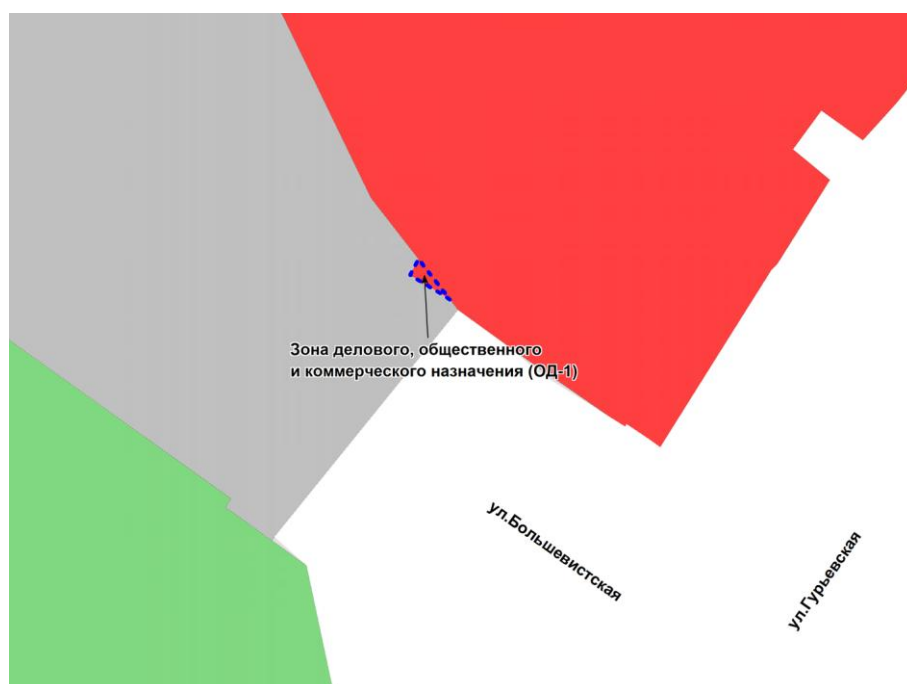 Зона делового, общественного
и коммерческого назначения (ОД-1)
ул.Большевистская
ул.Гурьевская